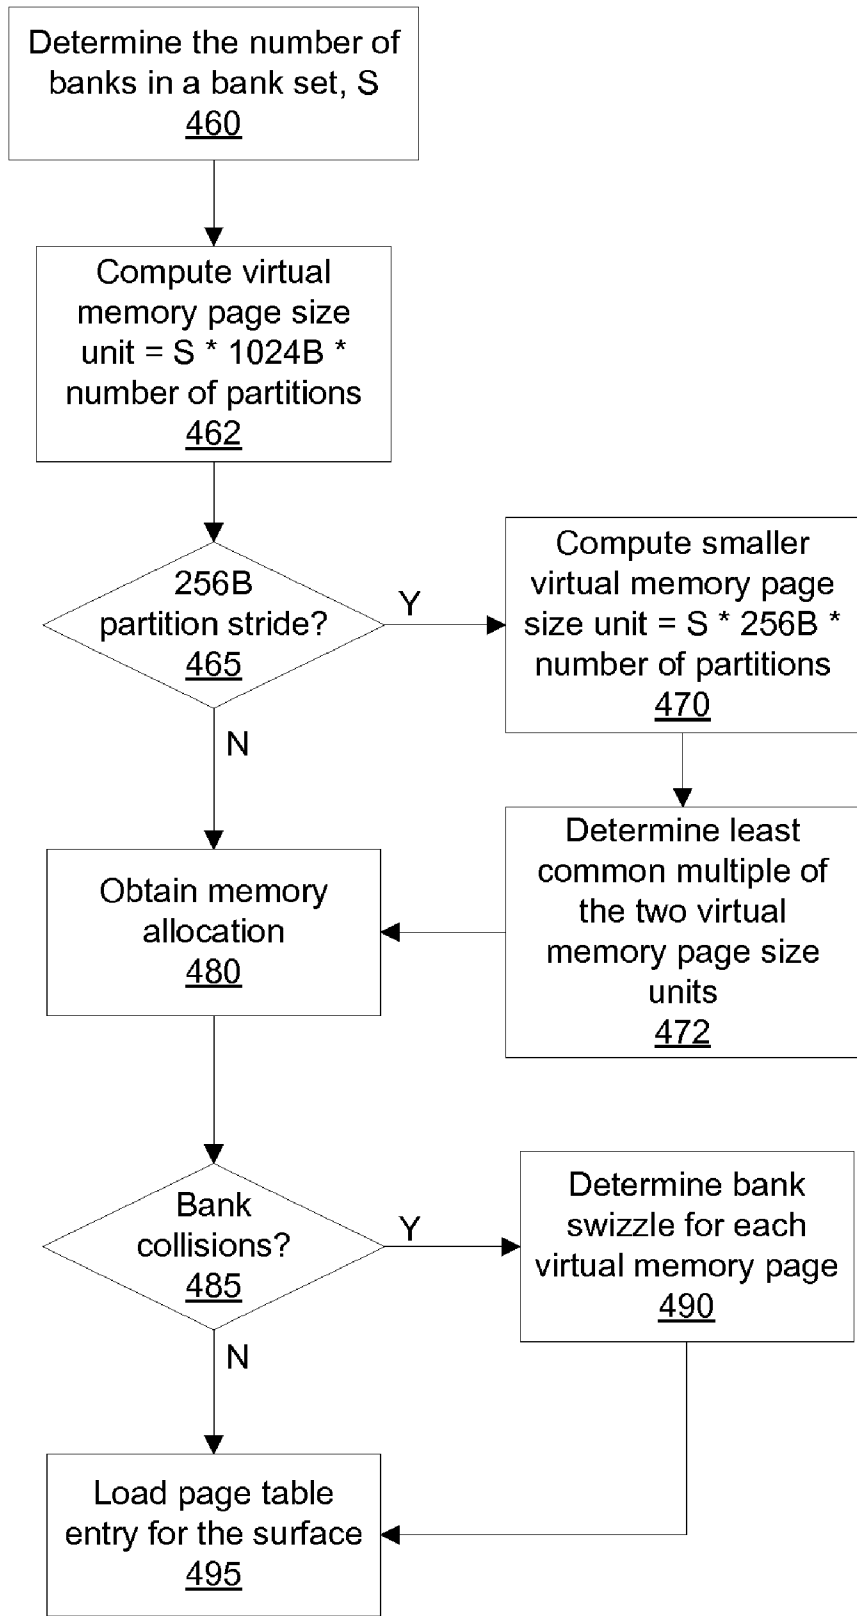 Determine the number of
banks in a bank set, S
460
Compute virtual
memory page size
unit = S * 1024B *
number of partitions
462
256B
partition stride?
465
Y
N
Compute smaller
virtual memory page
size unit = S * 256B *
number of partitions
470
Determine least
common multiple of
the two virtual
memory page size
units
472
Obtain memory
allocation
480
Bank
collisions?
485
Y
N
Determine bank
swizzle for each
virtual memory page
490
Load page table
entry for the surface
495